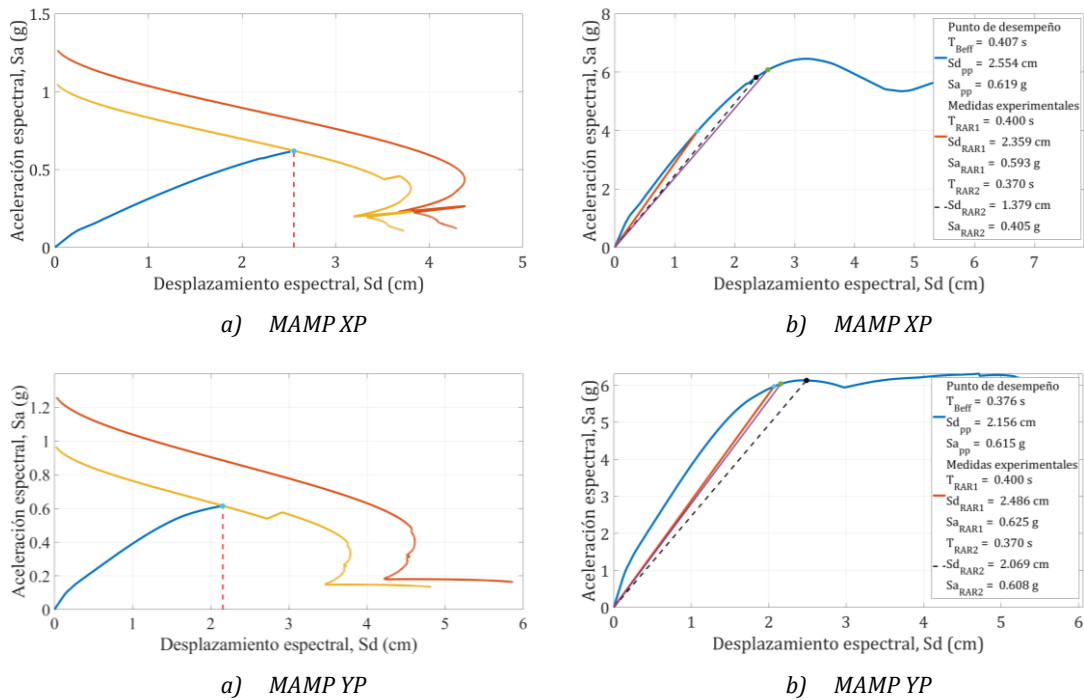 1.5
1
0.5
0
Aceleración espectral, Sa (g)
0 1 2 3 4 5
Desplazamiento espectral, Sd (cm)
a) MAMP XP
8
6
4
2
0
Aceleración espectral, Sa (g)
0 1 2 3 4 5 6 7
Desplazamiento espectral, Sd (cm)
Punto de desempeño
T_Beff = 0.407 s
Sd_pp = 2.554 cm
Sa_pp = 0.619 g
Medidas experimentales
T_RAR1 = 0.400 s
Sd_RAR1 = 2.359 cm
Sa_RAR1 = 0.593 g
T_RAR2 = 0.370 s
Sd_RAR2 = 1.379 cm
Sa_RAR2 = 0.405 g
b) MAMP XP
1.2
1
0.8
0.6
0.4
0.2
0
Aceleración espectral, Sa (g)
0 1 2 3 4 5 6
Desplazamiento espectral, Sd (cm)
a) MAMP YP
6
5
4
3
2
1
0
Aceleración espectral, Sa (g)
0 1 2 3 4 5 6
Desplazamiento espectral, Sd (cm)
Punto de desempeño
T_Beff = 0.376 s
Sd_pp = 2.156 cm
Sa_pp = 0.615 g
Medidas experimentales
T_RAR1 = 0.400 s
Sd_RAR1 = 2.486 cm
Sa_RAR1 = 0.625 g
T_RAR2 = 0.370 s
Sd_RAR2 = 2.069 cm
Sa_RAR2 = 0.608 g
b) MAMP YP